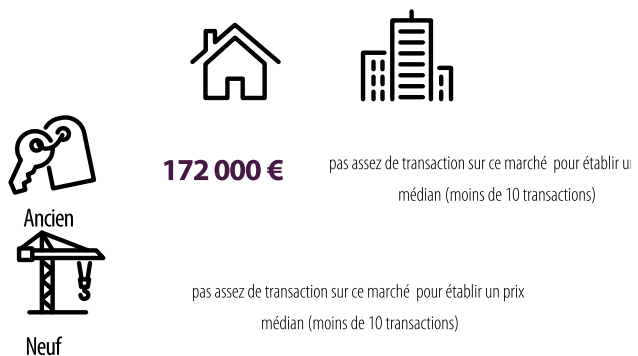 172 000 €
pas assez de transaction sur ce marché pour établir
médian (moins de 10 transactions)
Ancien
pas assez de transaction sur ce marché pour établir un prix
médian (moins de 10 transactions)
Neuf